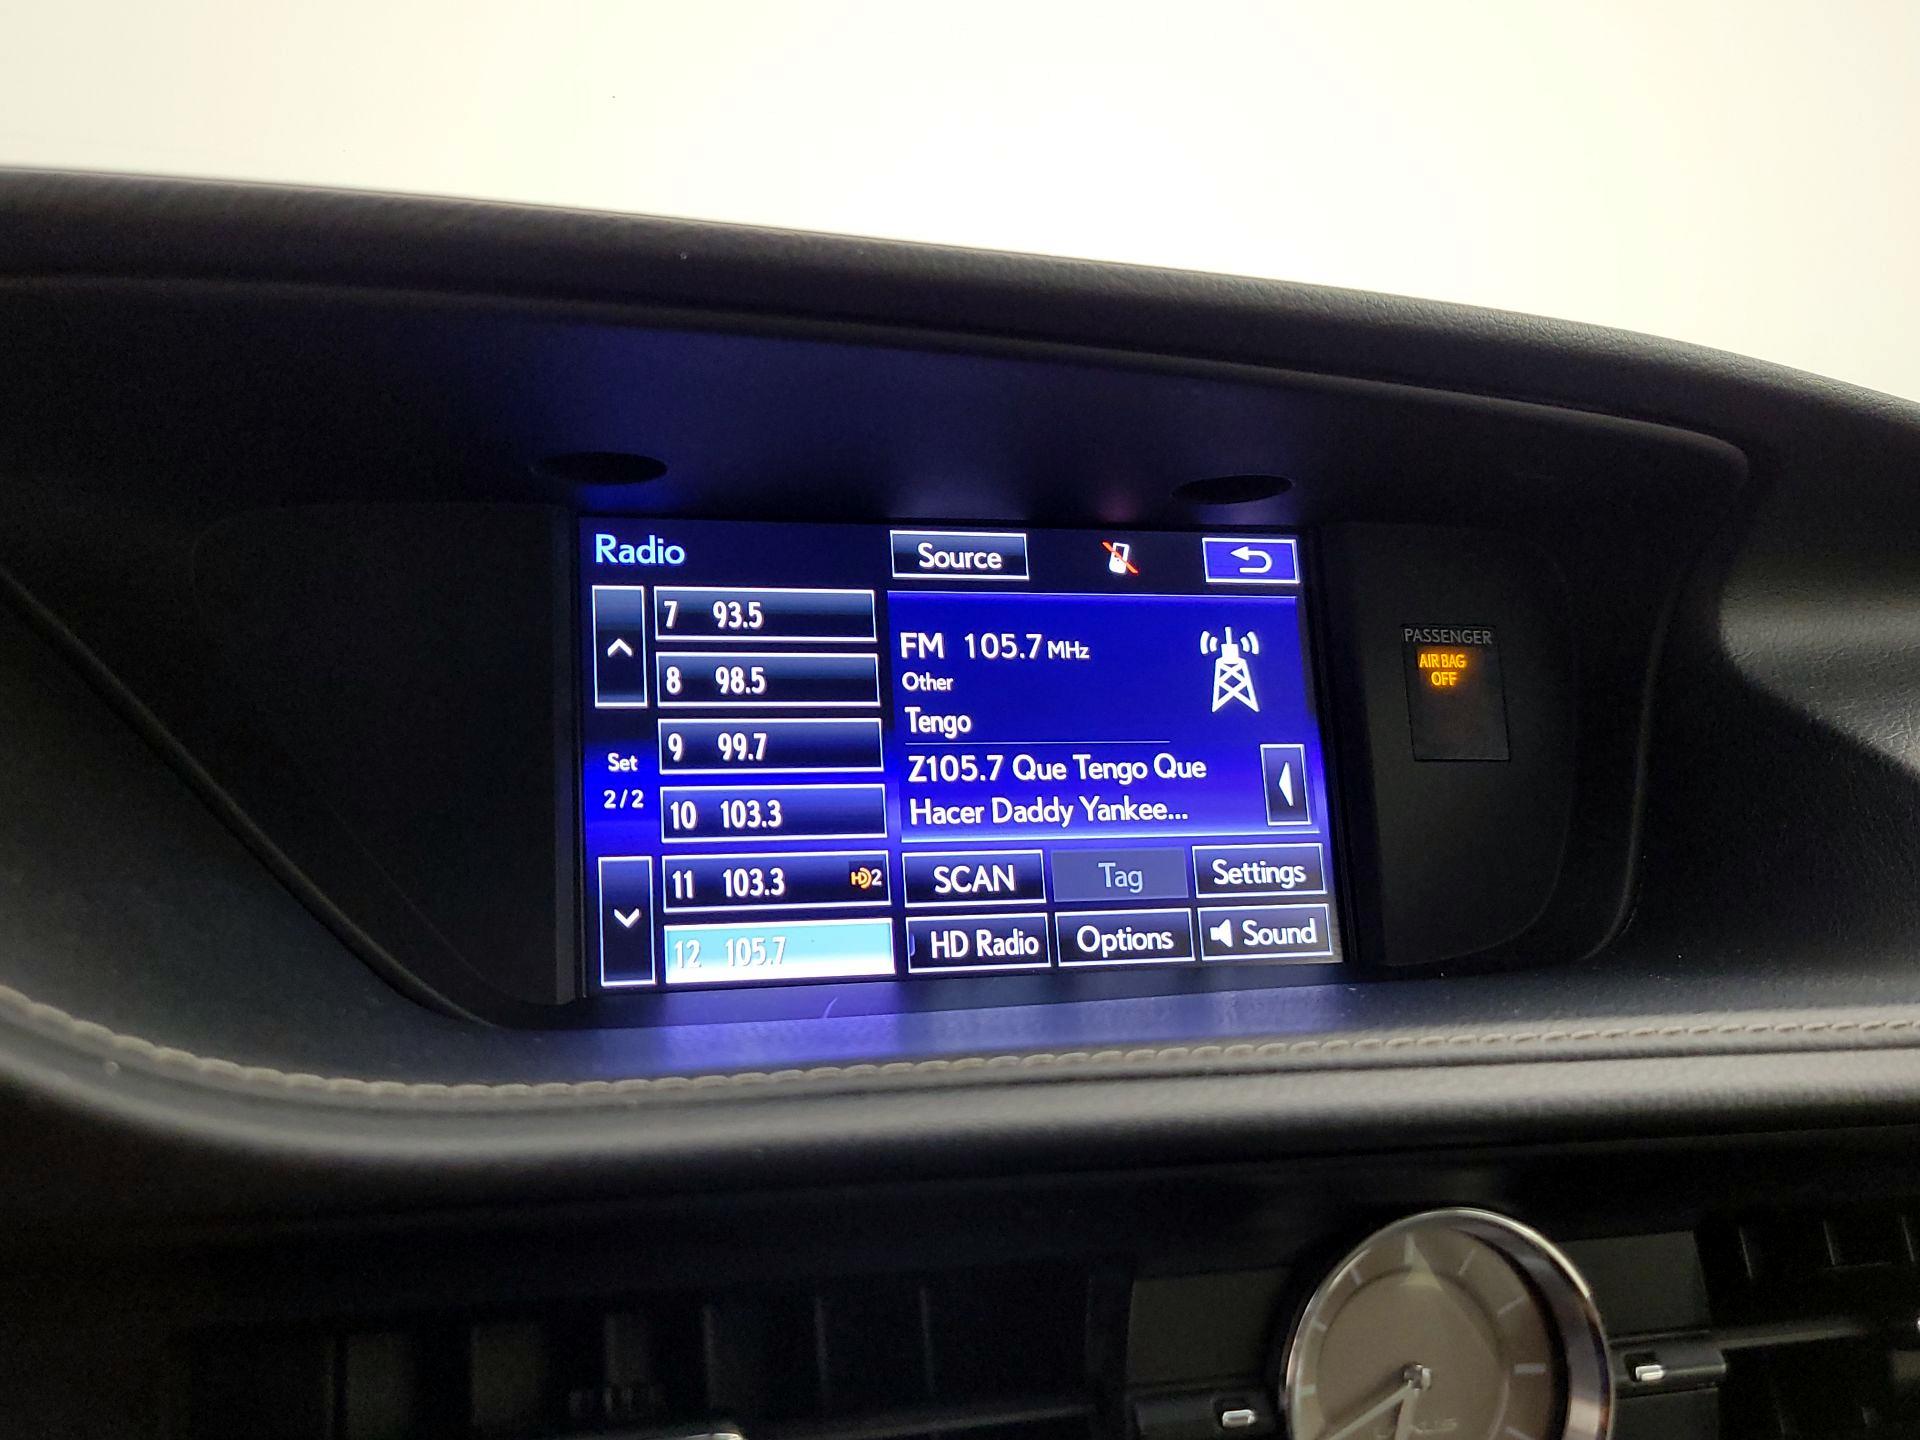 Radio
Source
7 93.5
8 98.5
9 99.7
10 103.3
11 103.3 HD2
12 105.7
Set
2/2
FM 105.7 MHz
Other
Tengo
Z105.7 Que Tengo Que
Hacer Daddy Yankee...
SCAN
Tag
Settings
HD Radio
Options
Sound
PASSENGER
AIR BAG
OFF